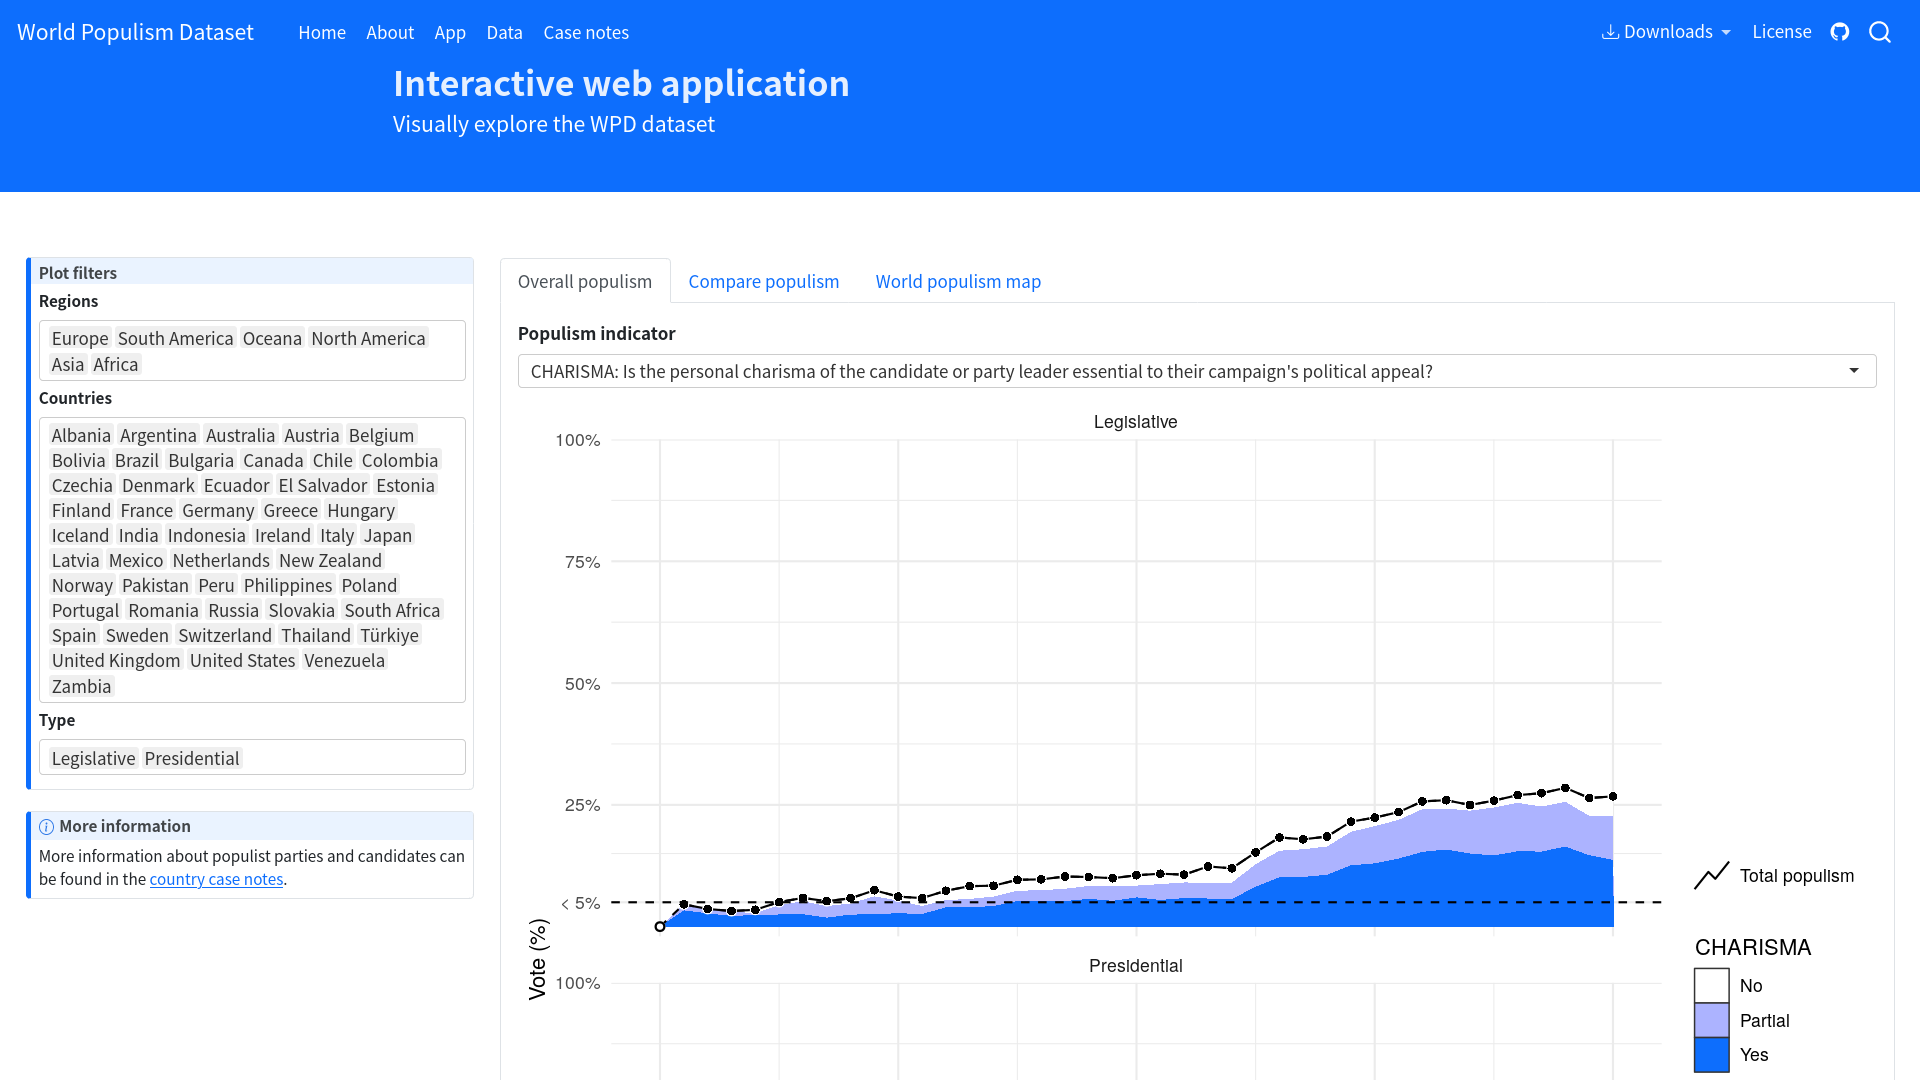 World Populism Dataset Home About App Data Case notes Downloads License
Interactive web application
Visually explore the WPD dataset
Plot filters
Regions
Europe South America Oceana North America
Asia Africa
Countries
Albania Argentina Australia Austria Belgium
Bolivia Brazil Bulgaria Canada Chile Colombia
Czechia Denmark Ecuador El Salvador Estonia
Finland France Germany Greece Hungary
Iceland India Indonesia Ireland Italy Japan
Latvia Mexico Netherlands New Zealand
Norway Pakistan Peru Philippines Poland
Portugal Romania Russia Slovakia South Africa
Spain Sweden Switzerland Thailand Türkiye
United Kingdom United States Venezuela
Zambia
Type
Legislative Presidential
More information
More information about populist parties and candidates can
be found in the country case notes.
Overall populism Compare populism World populism map
Populism indicator
CHARISMA: Is the personal charisma of the candidate or party leader essential to their campaign's political appeal?
Legislative
100%
75%
50%
25%
< 5%
Vote (%)
Presidential
100%
Total populism
CHARISMA
No
Partial
Yes